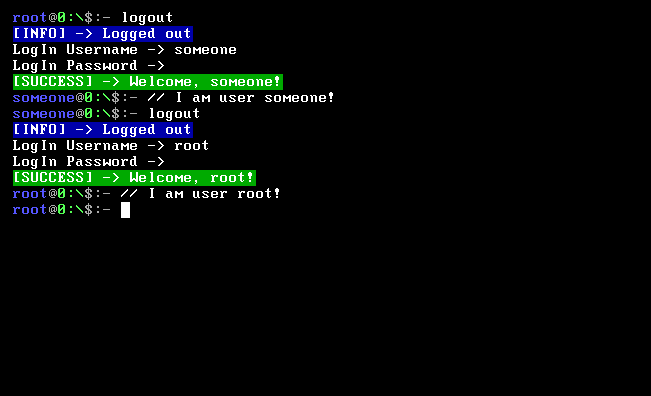 root@0:\$:- logout
[INFO] -> Logged out
LogIn Username -> someone
LogIn Password ->
[SUCCESS] -> Welcome, someone!
someone@0:\$:- // I am user someone!
someone@0:\$:- logout
[INFO] -> Logged out
LogIn Username -> root
LogIn Password ->
[SUCCESS] -> Welcome, root!
root@0:\$:- // I am user root!
root@0:\$:-